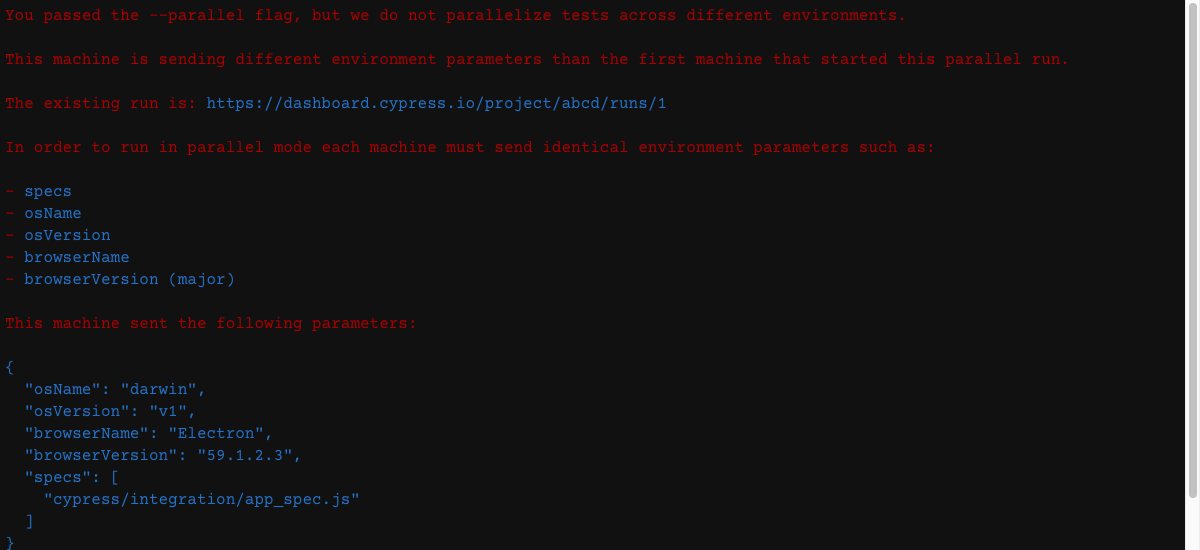 You passed the --parallel flag, but we do not parallelize tests across different environments.
This machine is sending different environment parameters than the first machine that started this parallel run.
The existing run is: https://dashboard.cypress.io/project/abcd/runs/1
In order to run in parallel mode each machine must send identical environment parameters such as:
- specs
- osName
- osVersion
- browserName
- browserVersion (major)
This machine sent the following parameters:
{
  "osName": "darwin",
  "osVersion": "v1",
  "browserName": "Electron",
  "browserVersion": "59.1.2.3",
  "specs": [
    "cypress/integration/app_spec.js"
  ]
}